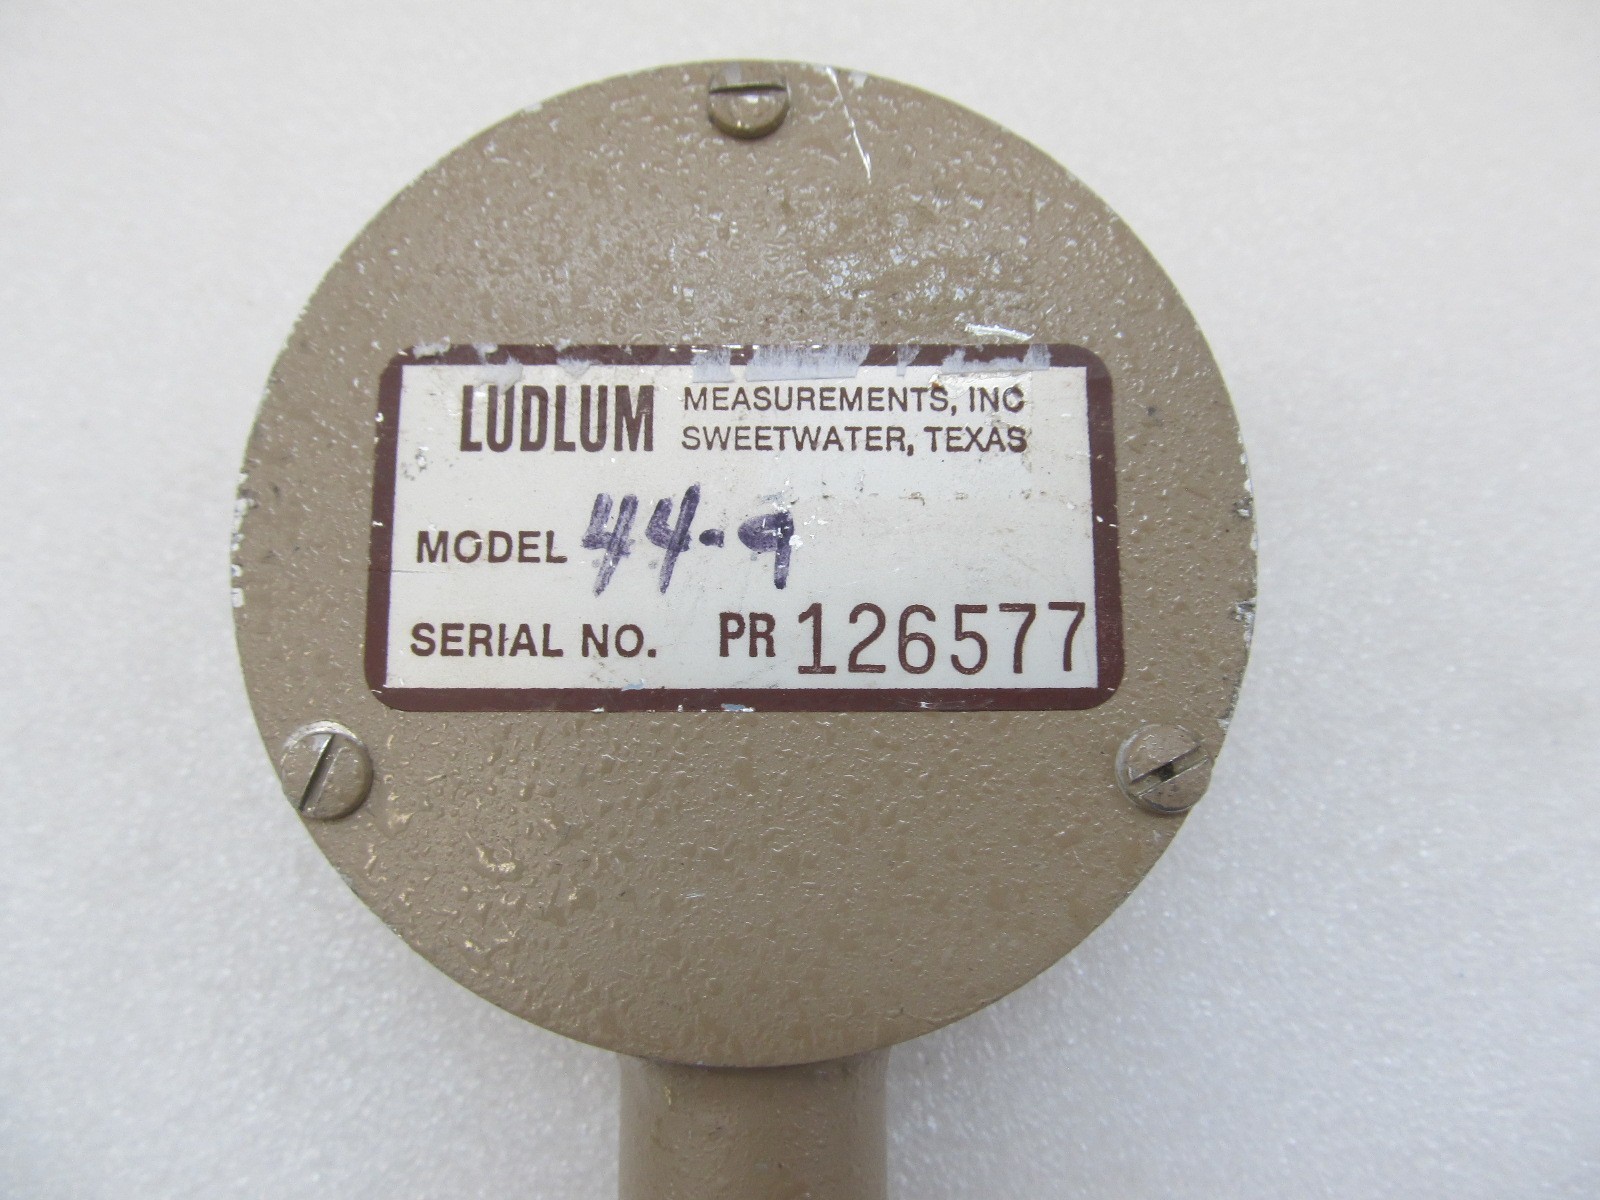 LUDLUM MEASUREMENTS, INC
SWEETWATER, TEXAS
MODEL 44-9
SERIAL NO. PR 126577